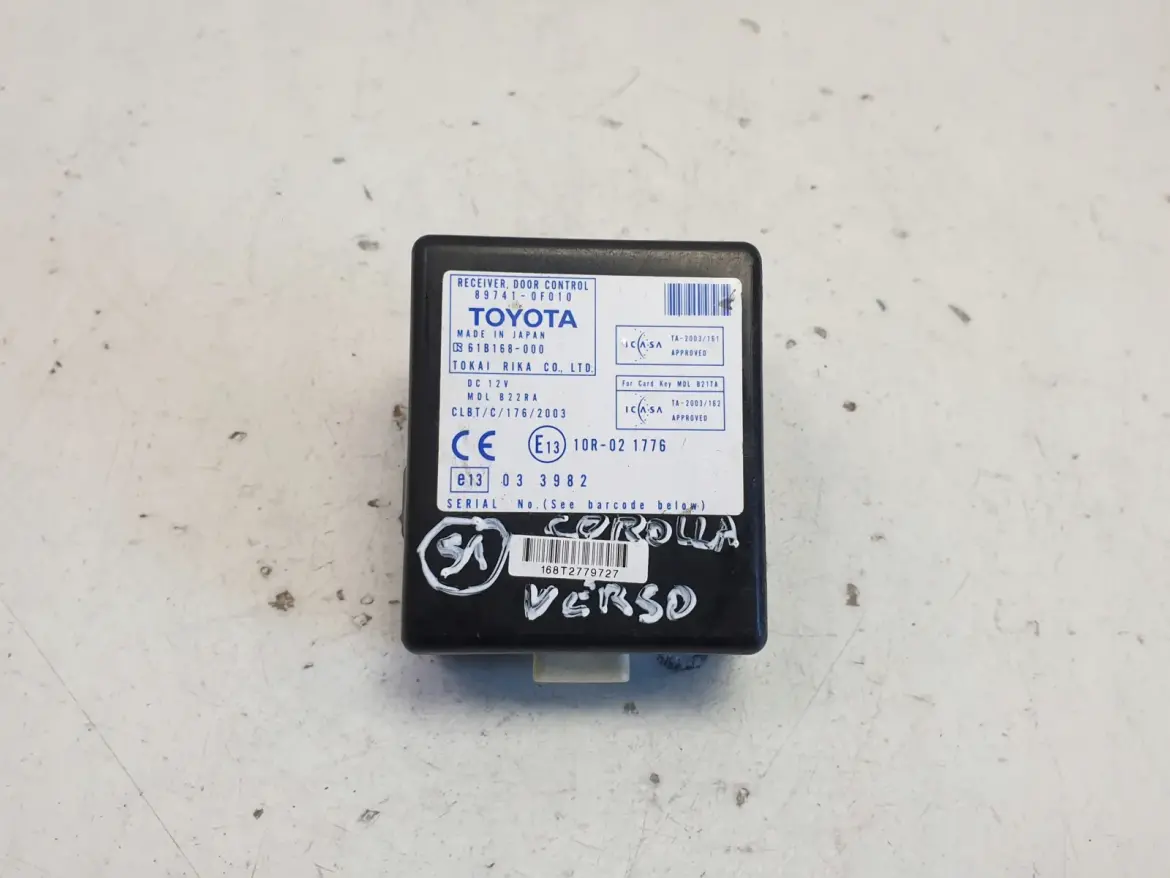 RECEIVER, DOOR CONTROL
89741-0F010
TOYOTA
MADE IN JAPAN
61B168-000
TOKAI RIKA CO., LTD.
DC 12V
MDL B22RA
CLBT/C/176/2003
CE E13 10R-02 1776
e13 03 3982
SERIAL No.(See barcode below)
ICASA TA-2003/161
APPROVED
For Card Key MDL B21TA
ICASA TA-2003/162
APPROVED
COROLLA
51
168T2779727
VERSO